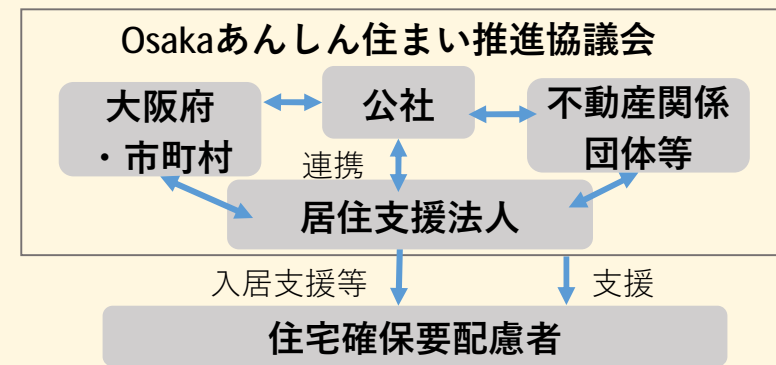 Osakaあんしん住まい推進協議会
大阪府
・市町村
公社
不動産関係
団体等
連携
居住支援法人
入居支援等
支援
住宅確保要配慮者